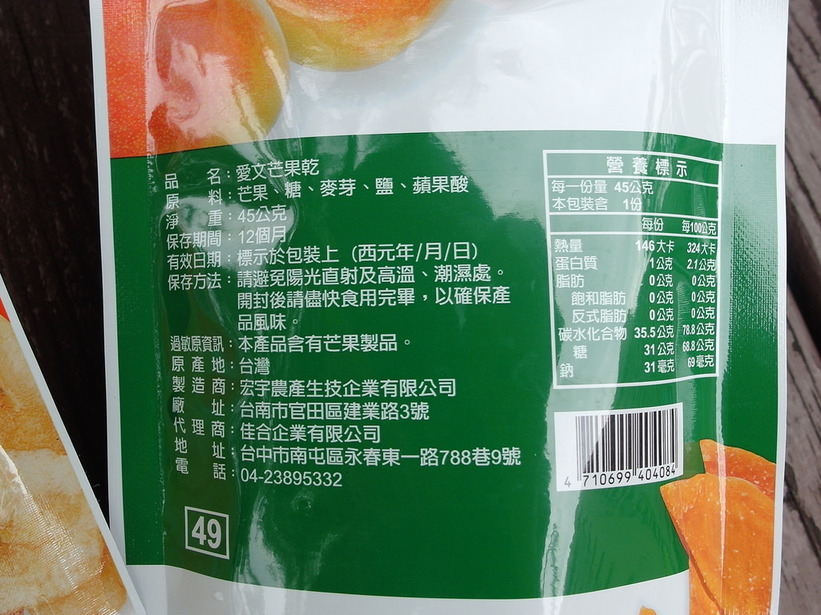 品名:愛文芒果乾
原料:芒果、糖、麥芽、鹽、蘋果酸
淨重:45公克
保存期間:12個月
有效日期:標示於包裝上 (西元年/月/日)
保存方法:請避免陽光直射及高溫、潮濕處。
開封後請儘快食用完畢,以確保產
品風味。
過敏原資訊:本產品含有芒果製品。
原產地:台灣
製造商:宏宇農產生技企業有限公司
廠址:台南市官田區建業路3號
代理商:佳合企業有限公司
地址:台中市南屯區永春東一路788巷9號
電話:04-23895332
49
營養標示
每一份量 45公克
本包裝含 1份
每份 每100公克
熱量 146大卡 324大卡
蛋白質 1公克 2.1公克
脂肪 0公克 0公克
飽和脂肪 0公克 0公克
反式脂肪 0公克 0公克
碳水化合物 35.5公克 78.8公克
糖 31公克 68.8公克
鈉 31毫克 69毫克
4 710699 404084